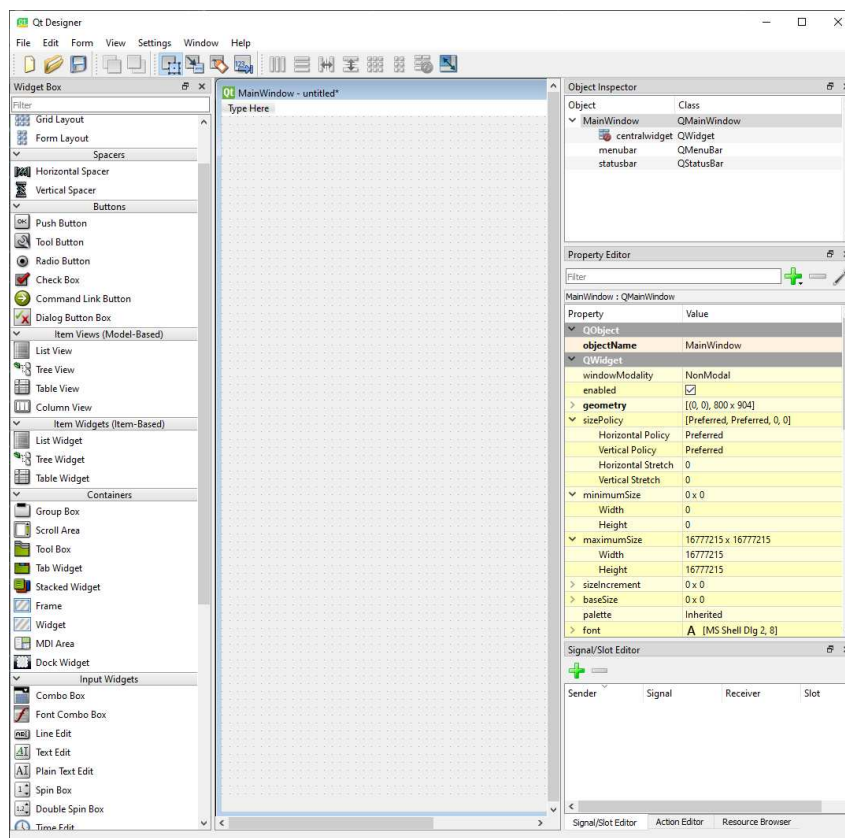 Qt Designer
File Edit Form View Settings Window Help
Widget Box
Filter
Grid Layout
Form Layout
Spacers
Horizontal Spacer
Vertical Spacer
Buttons
Push Button
Tool Button
Radio Button
Check Box
Command Link Button
Dialog Button Box
Item Views (Model-Based)
List View
Tree View
Table View
Column View
Item Widgets (Item-Based)
List Widget
Tree Widget
Table Widget
Containers
Group Box
Scroll Area
Tool Box
Tab Widget
Stacked Widget
Frame
Widget
MDI Area
Dock Widget
Input Widgets
Combo Box
Font Combo Box
Line Edit
Text Edit
Plain Text Edit
Spin Box
Double Spin Box
Time Edit
MainWindow - untitled*
Type Here
Object Inspector
Object Class
MainWindow QMainWindow
centralwidget QWidget
menubar QMenuBar
statusbar QStatusBar
Property Editor
Filter
MainWindow : QMainWindow
Property Value
QObject
objectName MainWindow
QWidget
windowModality NonModal
enabled
geometry [(0, 0), 800 x 904]
sizePolicy [Preferred, Preferred, 0, 0]
Horizontal Policy Preferred
Vertical Policy Preferred
Horizontal Stretch 0
Vertical Stretch 0
minimumSize 0 x 0
Width 0
Height 0
maximumSize 16777215 x 16777215
Width 16777215
Height 16777215
sizeIncrement 0 x 0
baseSize 0 x 0
palette Inherited
font A [MS Shell Dlg 2, 8]
Signal/Slot Editor
Sender Signal Receiver Slot
Signal/Slot Editor Action Editor Resource Browser